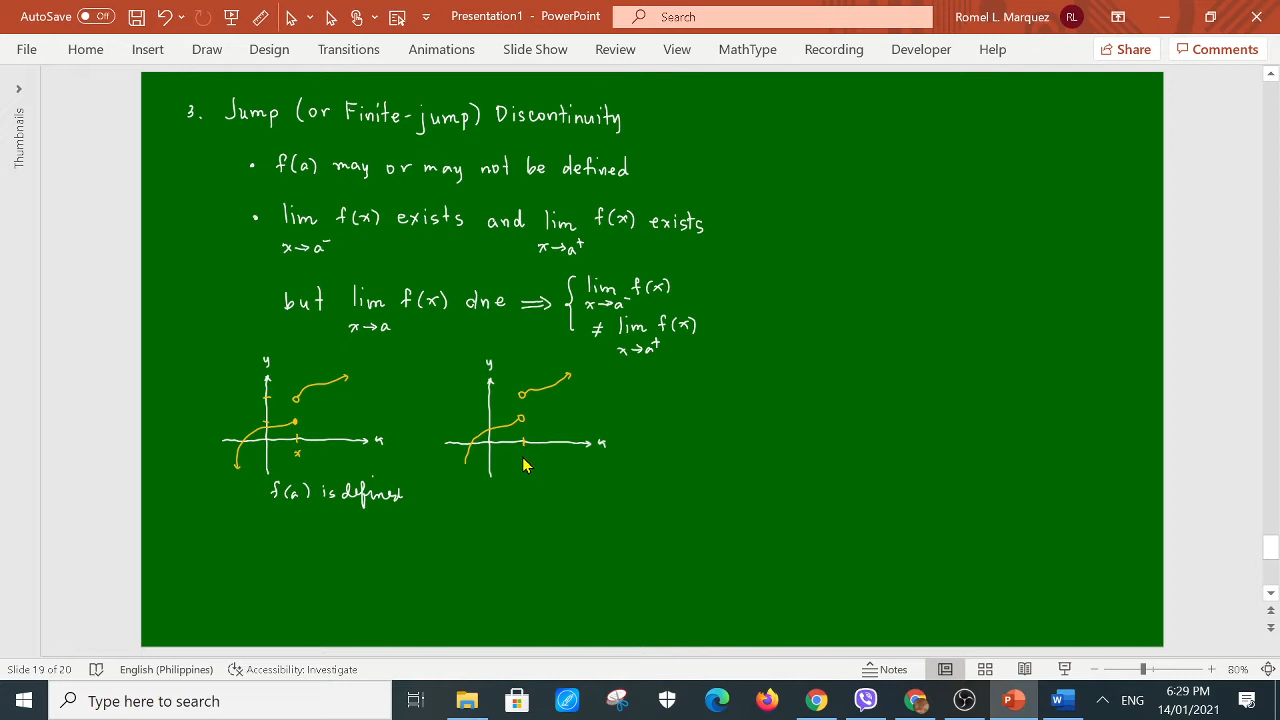 AutoSave Off
Presentation1 - PowerPoint
Search
Romel L. Marquez RL
File Home Insert Draw Design Transitions Animations Slide Show Review View MathType Recording Developer Help Share Comments
Thumbnails
3. Jump (or Finite-jump) Discontinuity
• f(a) may or may not be defined
• lim f(x) exists and lim f(x) exists
x→a⁻ x→a⁺
but lim f(x) dne ⟹ { lim f(x)
x→a x→a⁻
≠ lim f(x)
x→a⁺
y y
x x
x
f(a) is defined
Slide 19 of 20 English (Philippines) Accessibility: Investigate Notes 80%
Type here to search
ENG
6:29 PM
14/01/2021